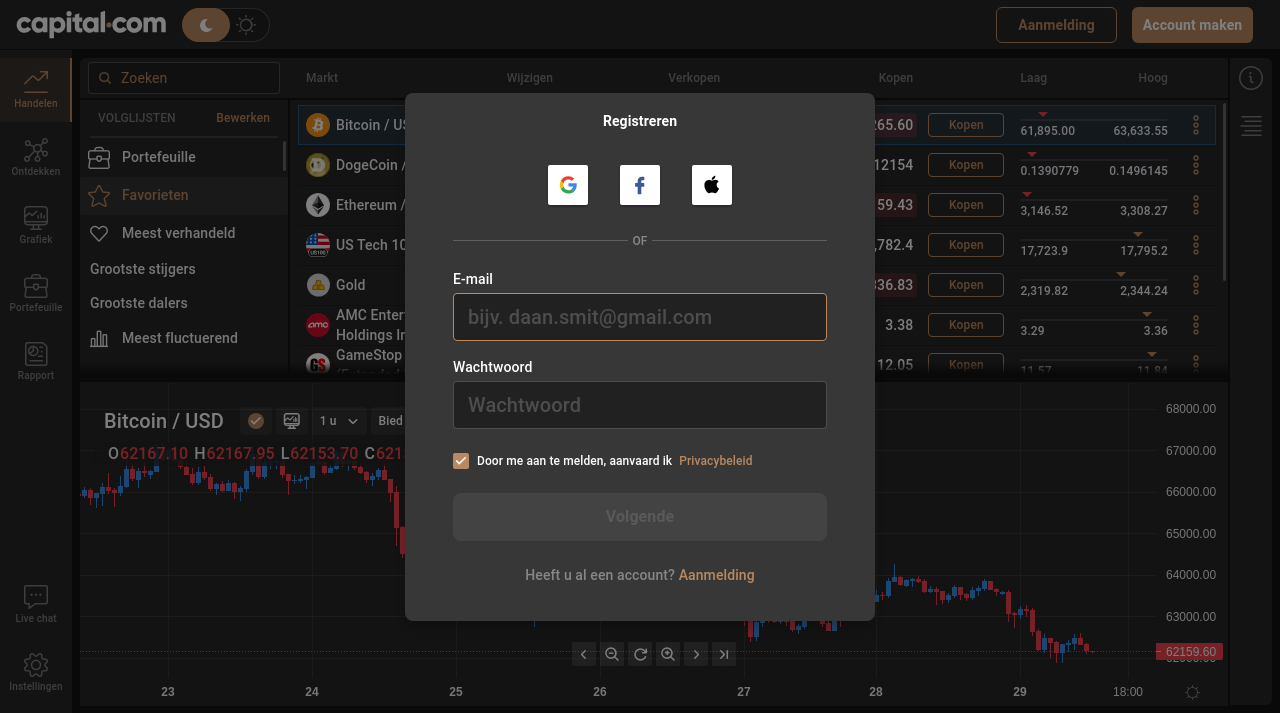 capital.com
Aanmelding
Account maken
Handelen
Ontdekken
Grafiek
Portefeuille
Rapport
Live chat
Instellingen
Zoeken
VOLGLIJSTEN Bewerken
Portefeuille
Favorieten
Meest verhandeld
Grootste stijgers
Grootste dalers
Meest fluctuerend
Markt Wijzigen Verkopen Kopen Laag Hoog
Bitcoin / 265.60 Kopen 61,895.00 63,633.55
DogeCoin / 12154 Kopen 0.1390779 0.1496145
Ethereum / 59.43 Kopen 3,146.52 3,308.27
US100 US Tech 10 ,782.4 Kopen 17,723.9 17,795.2
Gold 336.83 Kopen 2,319.82 2,344.24
amc AMC Enter
Holdings In 3.38 Kopen 3.29 3.36
GameStop 12.05 Kopen 11.57 11.84
Registreren
OF
E-mail
bijv. daan.smit@gmail.com
Wachtwoord
Wachtwoord
Door me aan te melden, aanvaard ik Privacybeleid
Volgende
Heeft u al een account? Aanmelding
Bitcoin / USD 1 u Bied
O62167.10 H62167.95 L62153.70 C621
68000.00
67000.00
66000.00
65000.00
64000.00
63000.00
62159.60
23 24 25 26 27 28 29 18:00